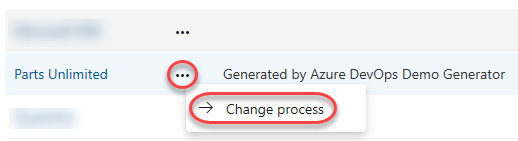 Parts Unlimited ... Generated by Azure DevOps Demo Generator
Change process